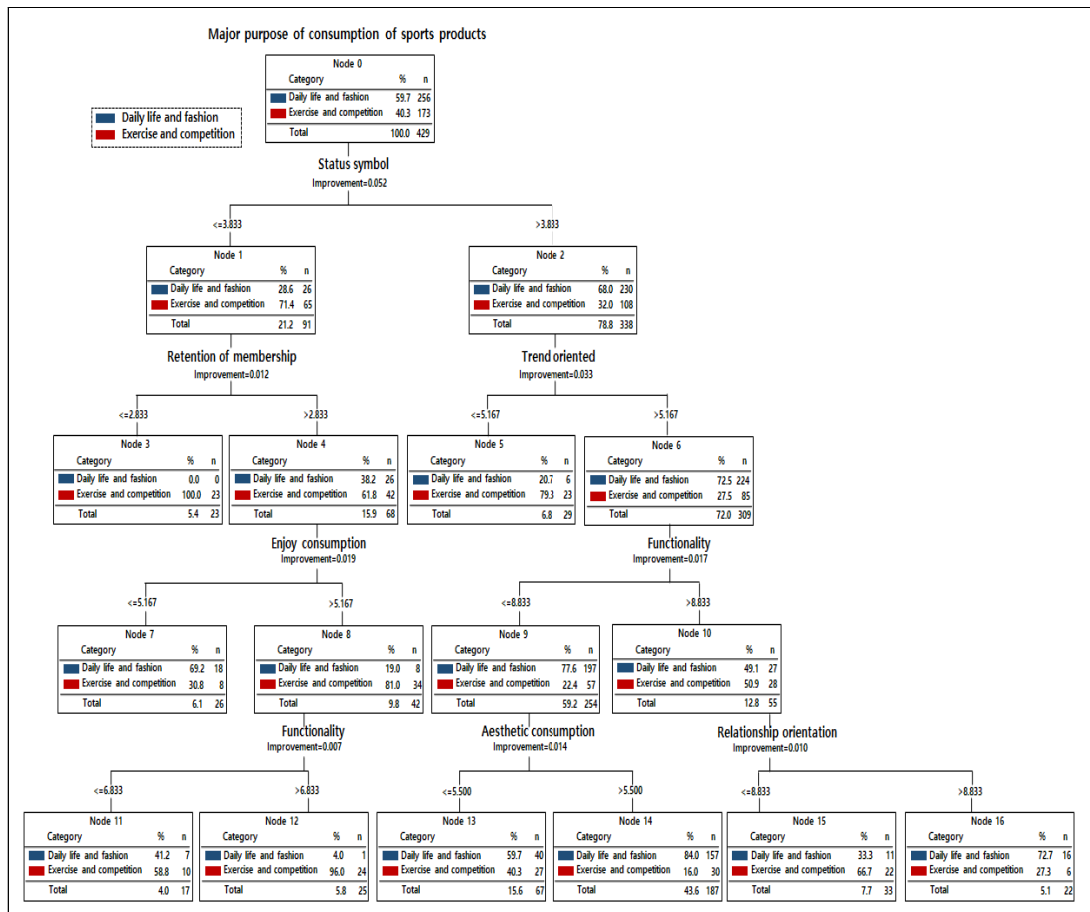 Major purpose of consumption of sports products
Node 0
Category % n
Daily life and fashion 59.7 256
Exercise and competition 40.3 173
Total 100.0 429
Daily life and fashion
Exercise and competition
Status symbol
Improvement=0.052
<=3.833 >3.833
Node 1
Category % n
Daily life and fashion 28.6 26
Exercise and competition 71.4 65
Total 21.2 91
Node 2
Category % n
Daily life and fashion 68.0 230
Exercise and competition 32.0 108
Total 78.8 338
Retention of membership
Improvement=0.012
Trend oriented
Improvement=0.033
<=2.833 >2.833 <=5.167 >5.167
Node 3
Category % n
Daily life and fashion 0.0 0
Exercise and competition 100.0 23
Total 5.4 23
Node 4
Category % n
Daily life and fashion 38.2 26
Exercise and competition 61.8 42
Total 15.9 68
Node 5
Category % n
Daily life and fashion 20.7 6
Exercise and competition 79.3 23
Total 6.8 29
Node 6
Category % n
Daily life and fashion 72.5 224
Exercise and competition 27.5 85
Total 72.0 309
Enjoy consumption
Improvement=0.019
Functionality
Improvement=0.017
<=5.167 >5.167 <=8.833 >8.833
Node 7
Category % n
Daily life and fashion 69.2 18
Exercise and competition 30.8 8
Total 6.1 26
Node 8
Category % n
Daily life and fashion 19.0 8
Exercise and competition 81.0 34
Total 9.8 42
Node 9
Category % n
Daily life and fashion 77.6 197
Exercise and competition 22.4 57
Total 59.2 254
Node 10
Category % n
Daily life and fashion 49.1 27
Exercise and competition 50.9 28
Total 12.8 55
Functionality
Improvement=0.007
Aesthetic consumption
Improvement=0.014
Relationship orientation
Improvement=0.010
<=6.833 >6.833 <=5.500 >5.500 <=8.833 >8.833
Node 11
Category % n
Daily life and fashion 41.2 7
Exercise and competition 58.8 10
Total 4.0 17
Node 12
Category % n
Daily life and fashion 4.0 1
Exercise and competition 96.0 24
Total 5.8 25
Node 13
Category % n
Daily life and fashion 59.7 40
Exercise and competition 40.3 27
Total 15.6 67
Node 14
Category % n
Daily life and fashion 84.0 157
Exercise and competition 16.0 30
Total 43.6 187
Node 15
Category % n
Daily life and fashion 33.3 11
Exercise and competition 66.7 22
Total 7.7 33
Node 16
Category % n
Daily life and fashion 72.7 16
Exercise and competition 27.3 6
Total 5.1 22